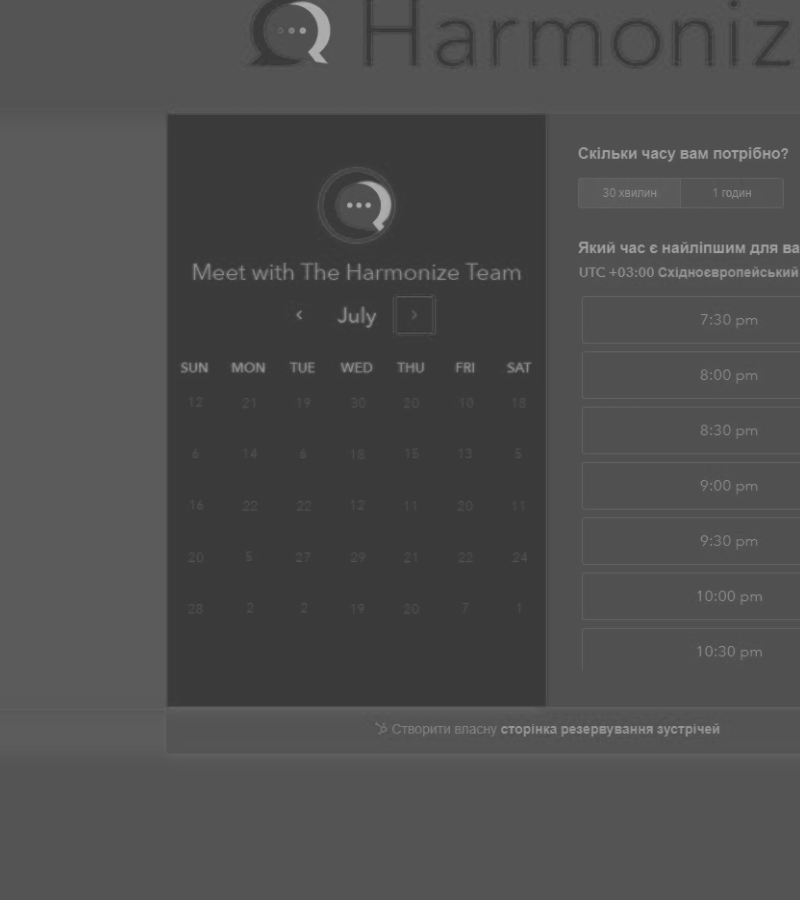 Harmoniz
Meet with The Harmonize Team
July
SUN MON TUE WED THU FRI SAT
12 21 19 30 20 10 18
6 14 6 18 15 13 5
16 22 22 12 11 20 11
20 5 27 29 21 22 24
28 2 2 19 20 7 1
Скільки часу вам потрібно?
30 хвилин 1 годин
Який час є найліпшим для ва
UTC +03:00 Східноєвропейський
7:30 pm
8:00 pm
8:30 pm
9:00 pm
9:30 pm
10:00 pm
10:30 pm
Створити власну сторінка резервування зустрічей